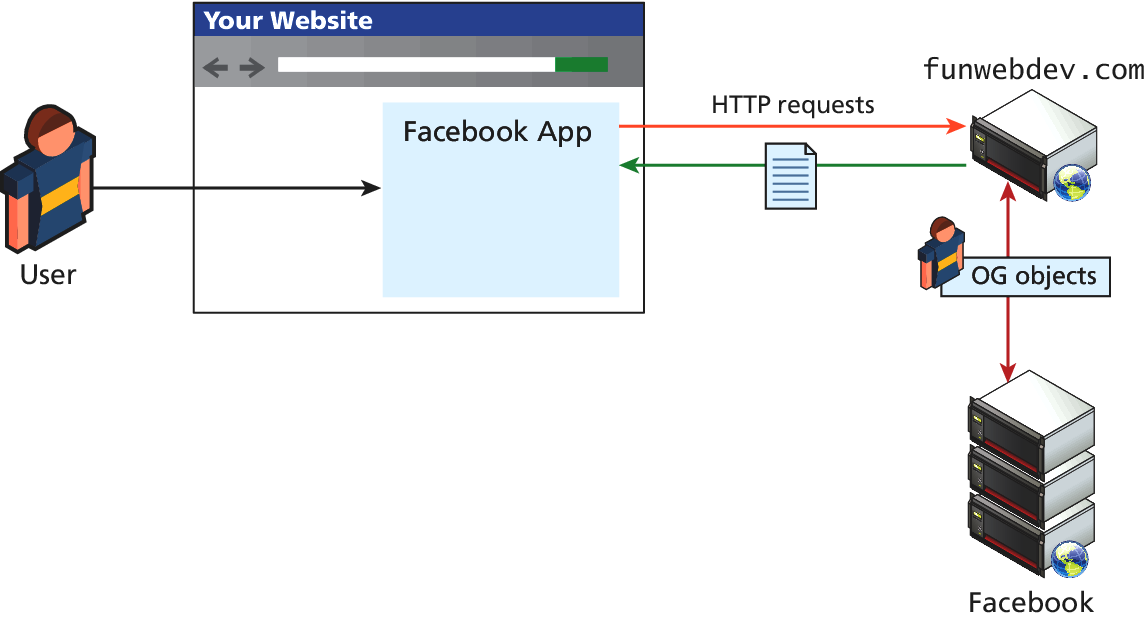 Your Website
funwebdev.com
HTTP requests
Facebook App
User
OG objects
Facebook